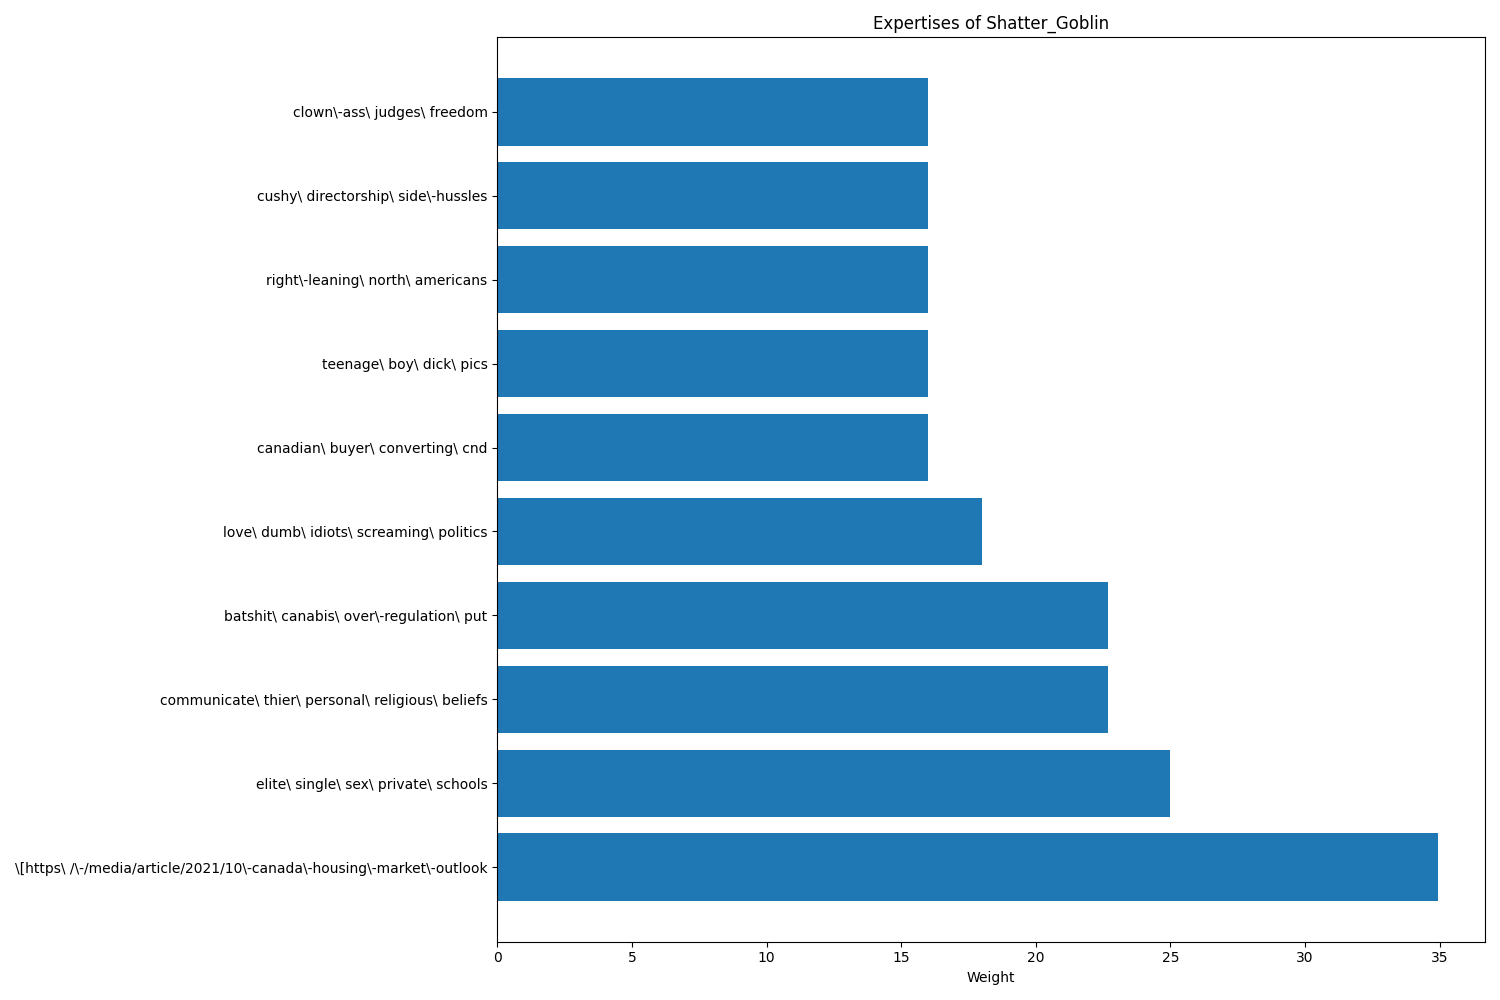 Expertises of Shatter_Goblin
clown\-ass\ judges\ freedom
cushy\ directorship\ side\-hussles
right\-leaning\ north\ americans
teenage\ boy\ dick\ pics
canadian\ buyer\ converting\ cnd
love\ dumb\ idiots\ screaming\ politics
batshit\ canabis\ over\-regulation\ put
communicate\ thier\ personal\ religious\ beliefs
elite\ single\ sex\ private\ schools
\[https\ /\-/media/article/2021/10\-canada\-housing\-market\-outlook
0 5 10 15 20 25 30 35
Weight